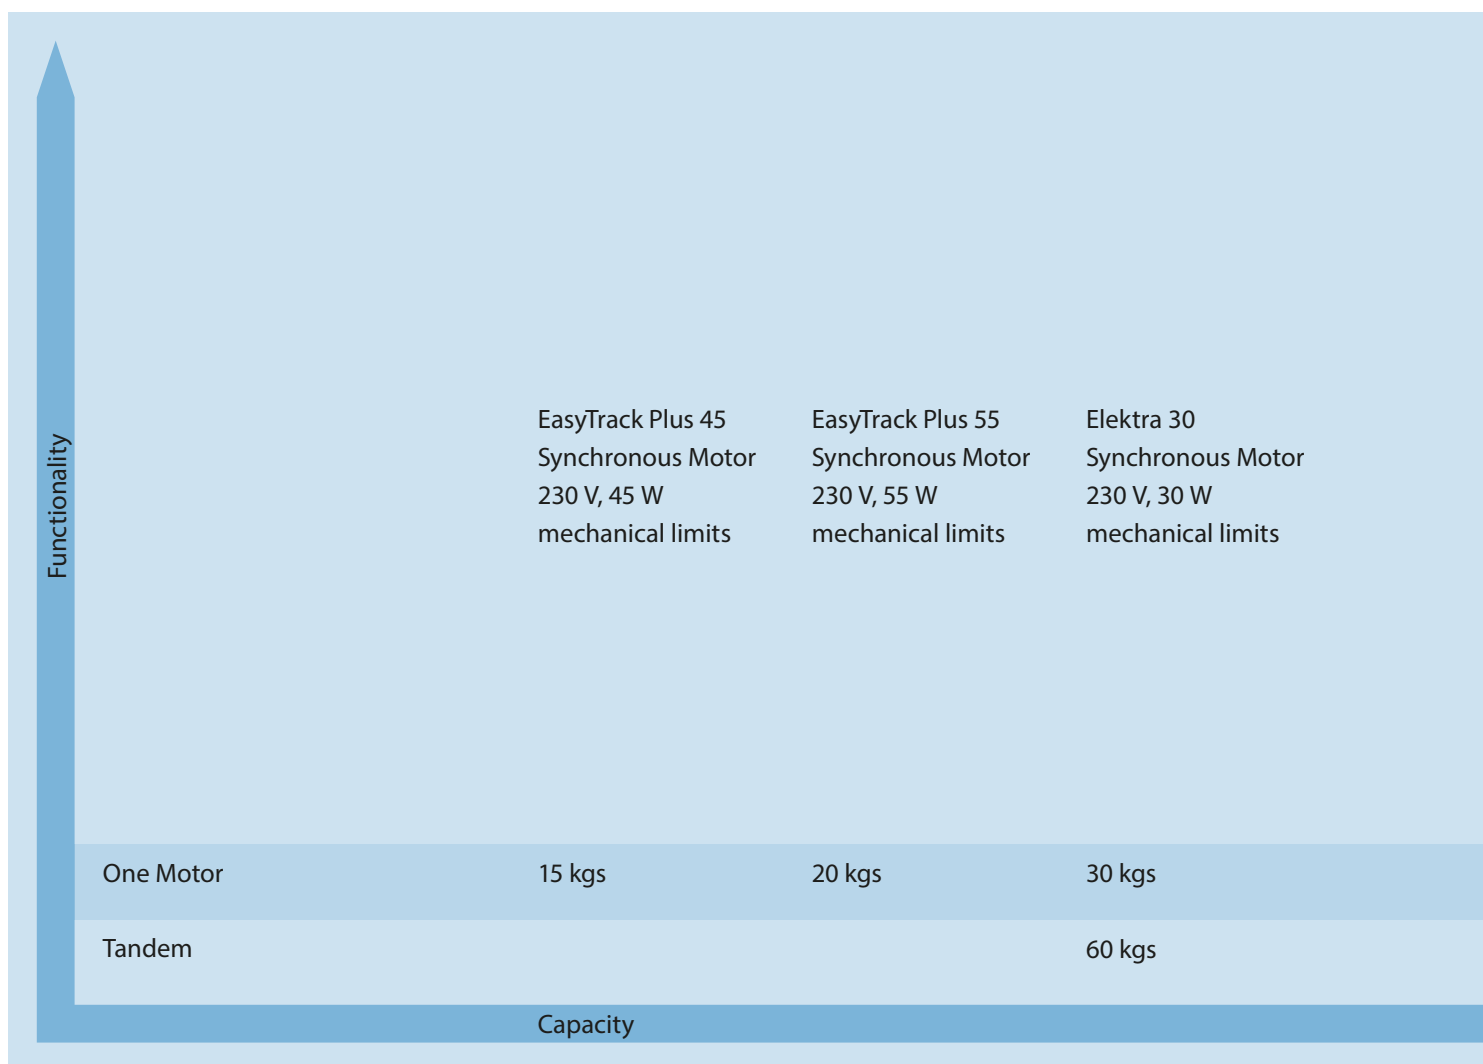 Functionality
EasyTrack Plus 45
Synchronous Motor
230 V, 45 W
mechanical limits
EasyTrack Plus 55
Synchronous Motor
230 V, 55 W
mechanical limits
Elektra 30
Synchronous Motor
230 V, 30 W
mechanical limits
One Motor 15 kgs 20 kgs 30 kgs
Tandem 60 kgs
Capacity